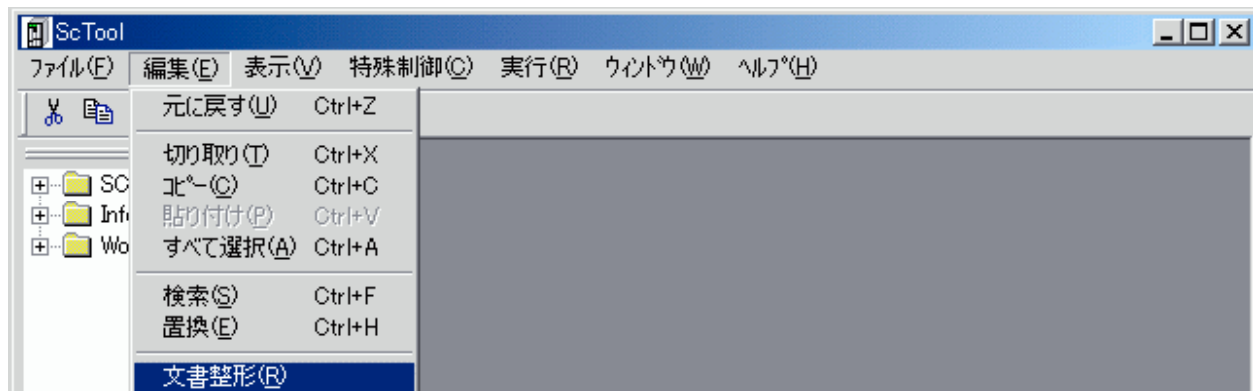 ScTool
ﾌｧｲﾙ(F) 編集(E) 表示(V) 特殊制御(C) 実行(R) ｳｨﾝﾄﾞｳ(W) ﾍﾙﾌﾟ(H)
元に戻す(U) Ctrl+Z
切り取り(T) Ctrl+X
ｺﾋﾟｰ(C) Ctrl+C
貼り付け(P) Ctrl+V
すべて選択(A) Ctrl+A
検索(S) Ctrl+F
置換(E) Ctrl+H
文書整形(R)
SC
Inf
Wo